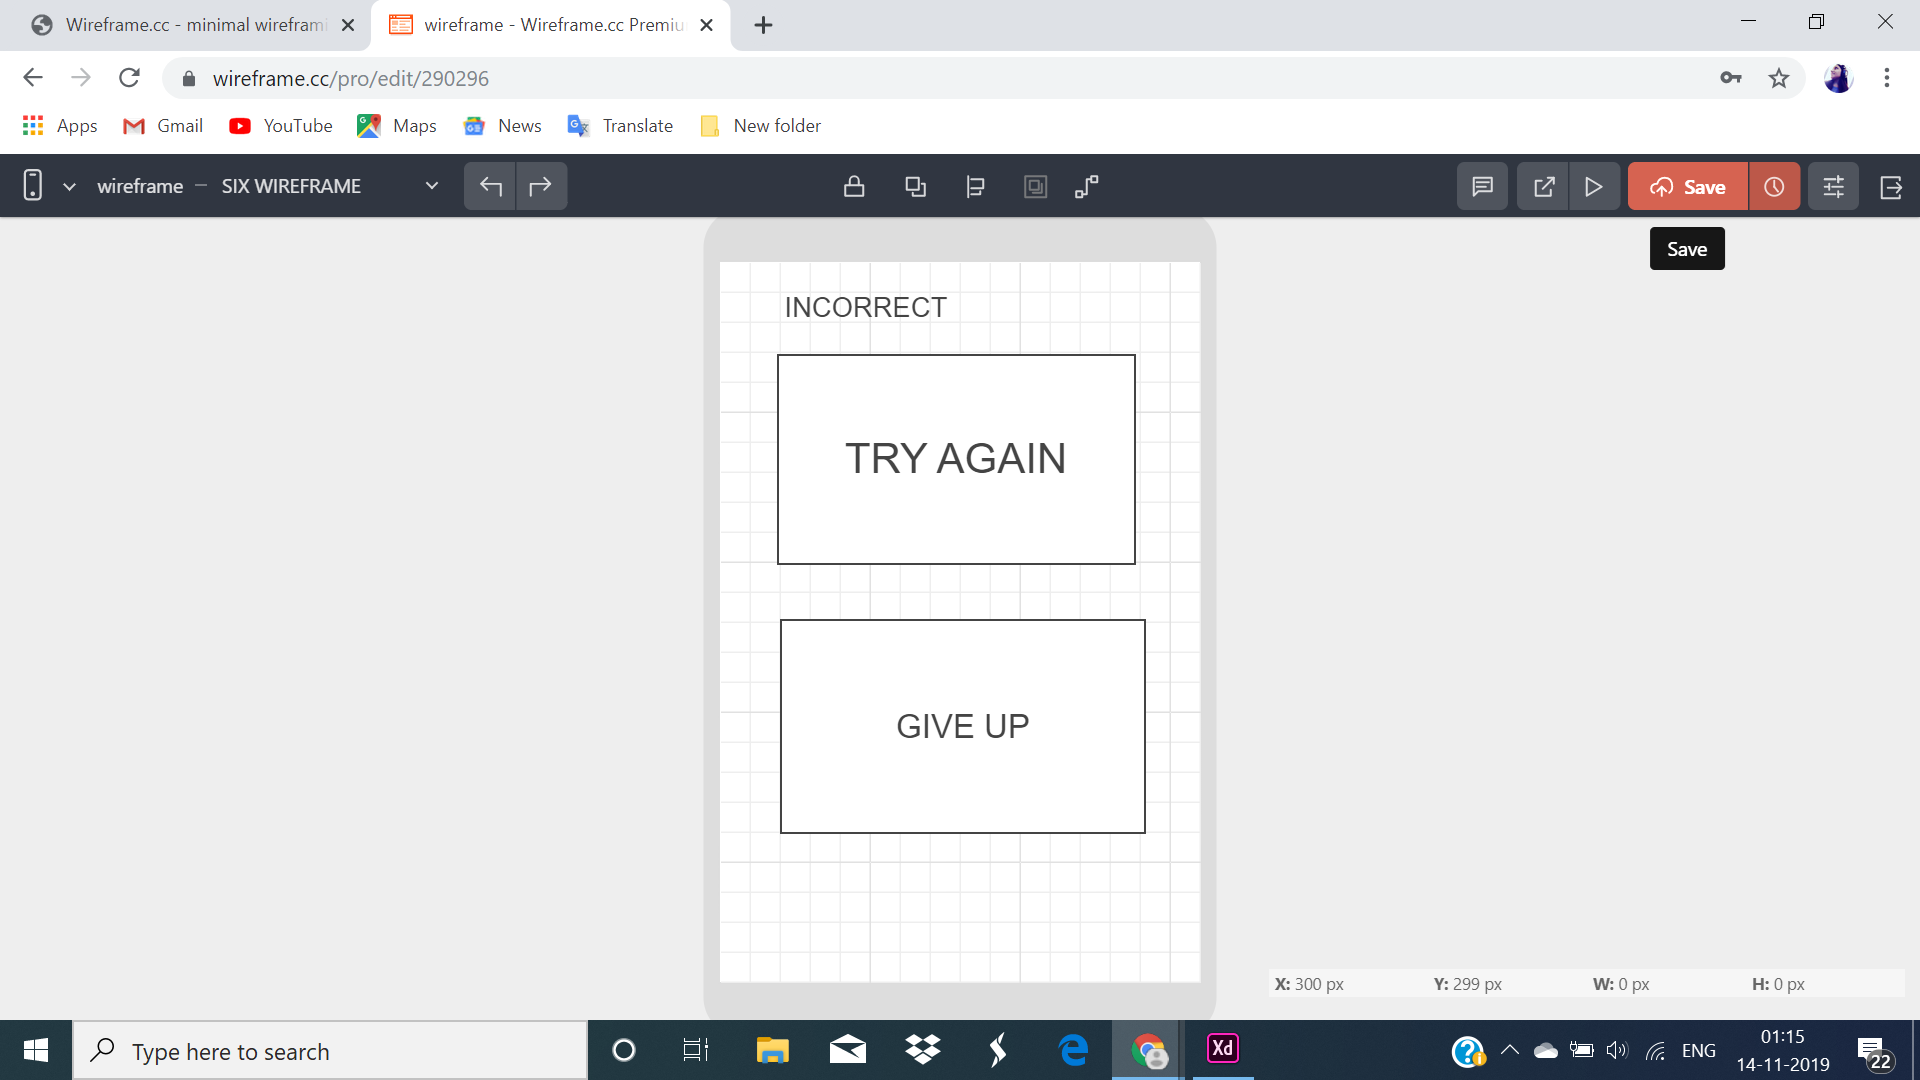 Wireframe.cc - minimal wireframi
wireframe - Wireframe.cc Premiu
wireframe.cc/pro/edit/290296
Apps
Gmail
YouTube
Maps
News
Translate
New folder
wireframe – SIX WIREFRAME
Save
Save
INCORRECT
TRY AGAIN
GIVE UP
X: 300 px
Y: 299 px
W: 0 px
H: 0 px
Type here to search
Xd
ENG
01:15
14-11-2019
22